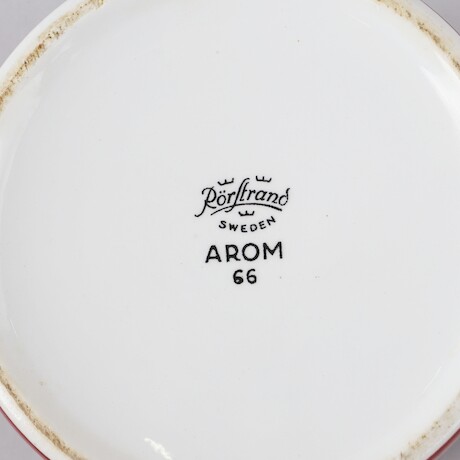 Rörstrand
SWEDEN
AROM
66